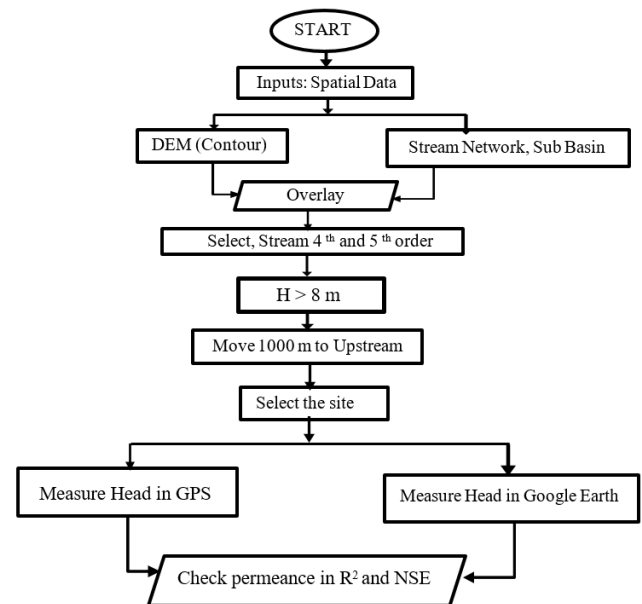 START
Inputs: Spatial Data
DEM (Contour)
Stream Network, Sub Basin
Overlay
Select, Stream 4 th and 5 th order
H > 8 m
Move 1000 m to Upstream
Select the site
Measure Head in GPS
Measure Head in Google Earth
Check permeance in R² and NSE